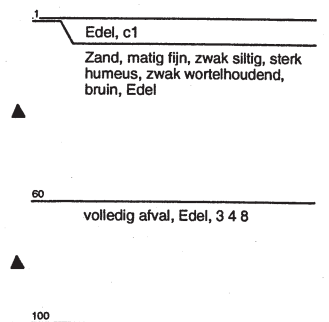 .1
Edel, c1
Zand, matig fijn, zwak siltig, sterk
humeus, zwak wortelhoudend,
bruin, Edel
60
volledig afval, Edel, 3 4 8
100